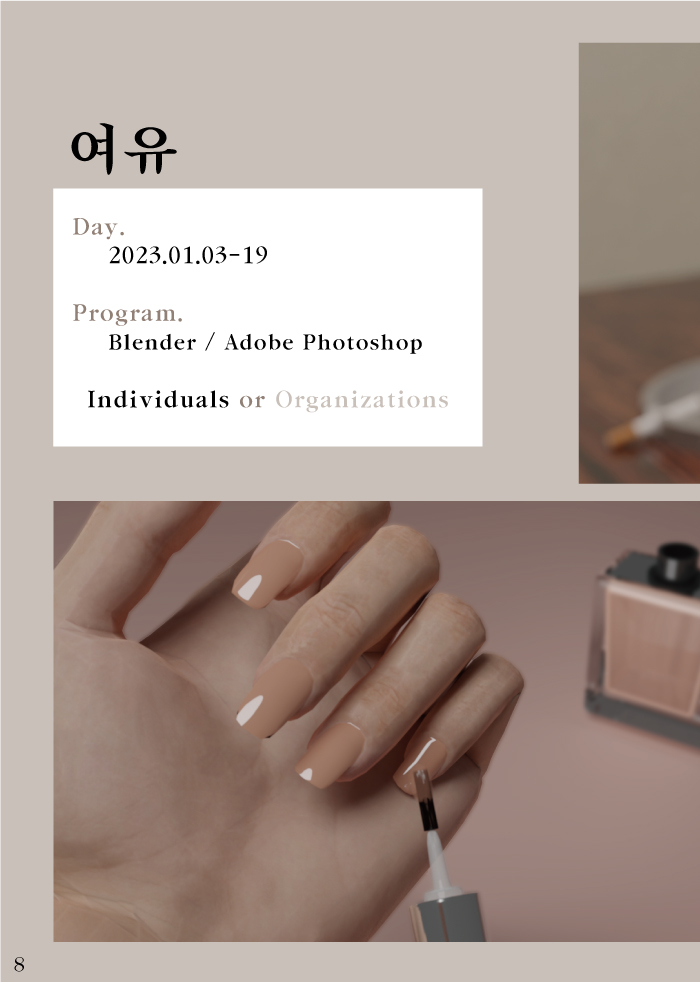 여유
Day.
2023.01.03-19
Program.
Blender / Adobe Photoshop
Individuals or Organizations
8